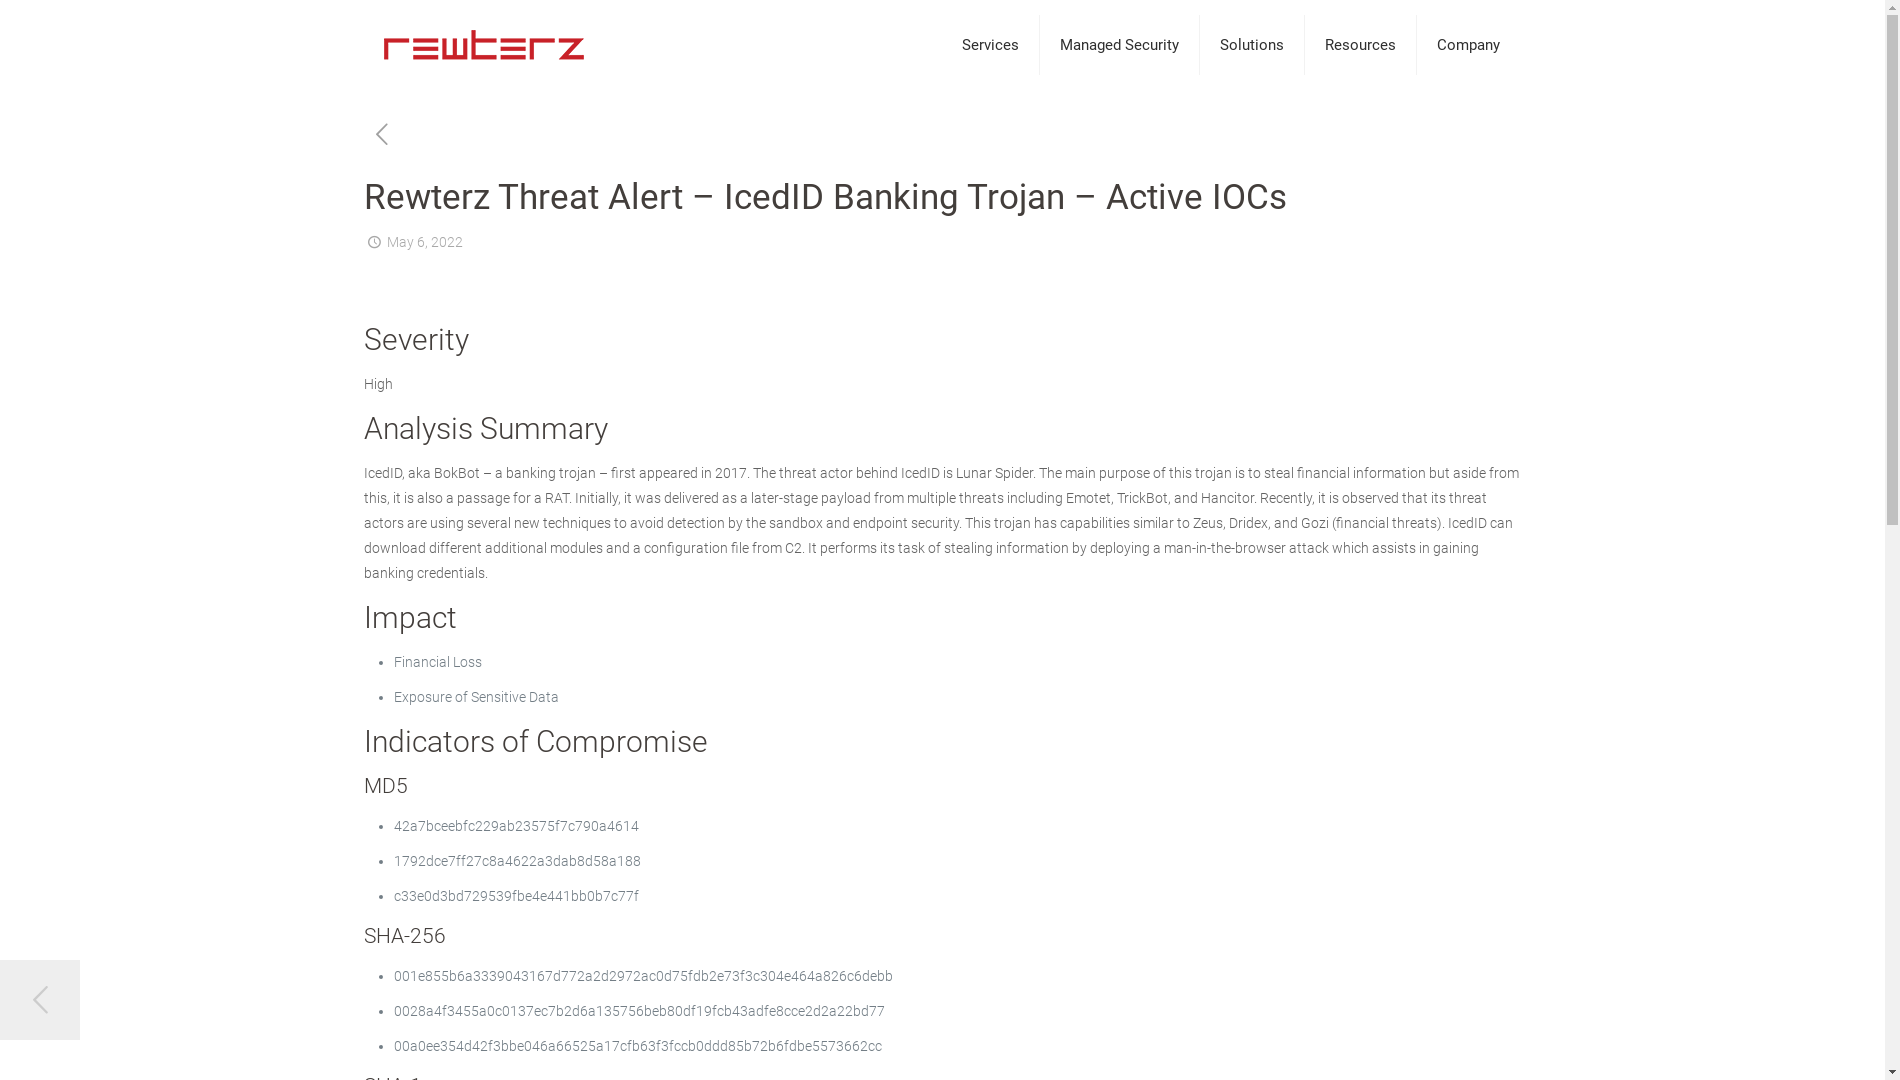 rewterz
Services
Managed Security
Solutions
Resources
Company
Rewterz Threat Alert – IcedID Banking Trojan – Active IOCs
May 6, 2022
Severity
High
Analysis Summary
IcedID, aka BokBot – a banking trojan – first appeared in 2017. The threat actor behind IcedID is Lunar Spider. The main purpose of this trojan is to steal financial information but aside from
this, it is also a passage for a RAT. Initially, it was delivered as a later-stage payload from multiple threats including Emotet, TrickBot, and Hancitor. Recently, it is observed that its threat
actors are using several new techniques to avoid detection by the sandbox and endpoint security. This trojan has capabilities similar to Zeus, Dridex, and Gozi (financial threats). IcedID can
download different additional modules and a configuration file from C2. It performs its task of stealing information by deploying a man-in-the-browser attack which assists in gaining
banking credentials.
Impact
Financial Loss
Exposure of Sensitive Data
Indicators of Compromise
MD5
42a7bceebfc229ab23575f7c790a4614
1792dce7ff27c8a4622a3dab8d58a188
c33e0d3bd729539fbe4e441bb0b7c77f
SHA-256
001e855b6a3339043167d772a2d2972ac0d75fdb2e73f3c304e464a826c6debb
0028a4f3455a0c0137ec7b2d6a135756beb80df19fcb43adfe8cce2d2a22bd77
00a0ee354d42f3bbe046a66525a17cfb63f3fccb0ddd85b72b6fdbe5573662cc
SHA-1